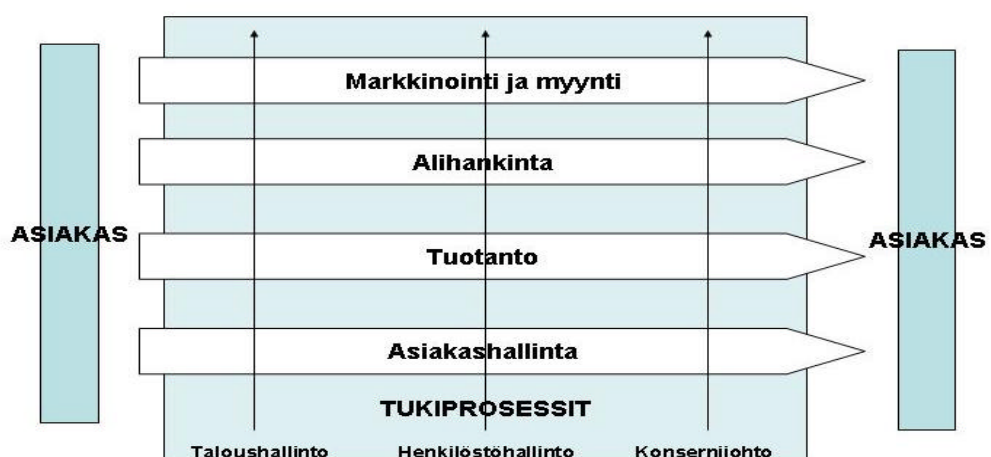 Markkinointi ja myynti
Alihankinta
ASIAKAS
ASIAKAS
Tuotanto
Asiakashallinta
TUKIPROSESSIT
Taloushallinto
Henkilöstöhallinto
Konsernijohto